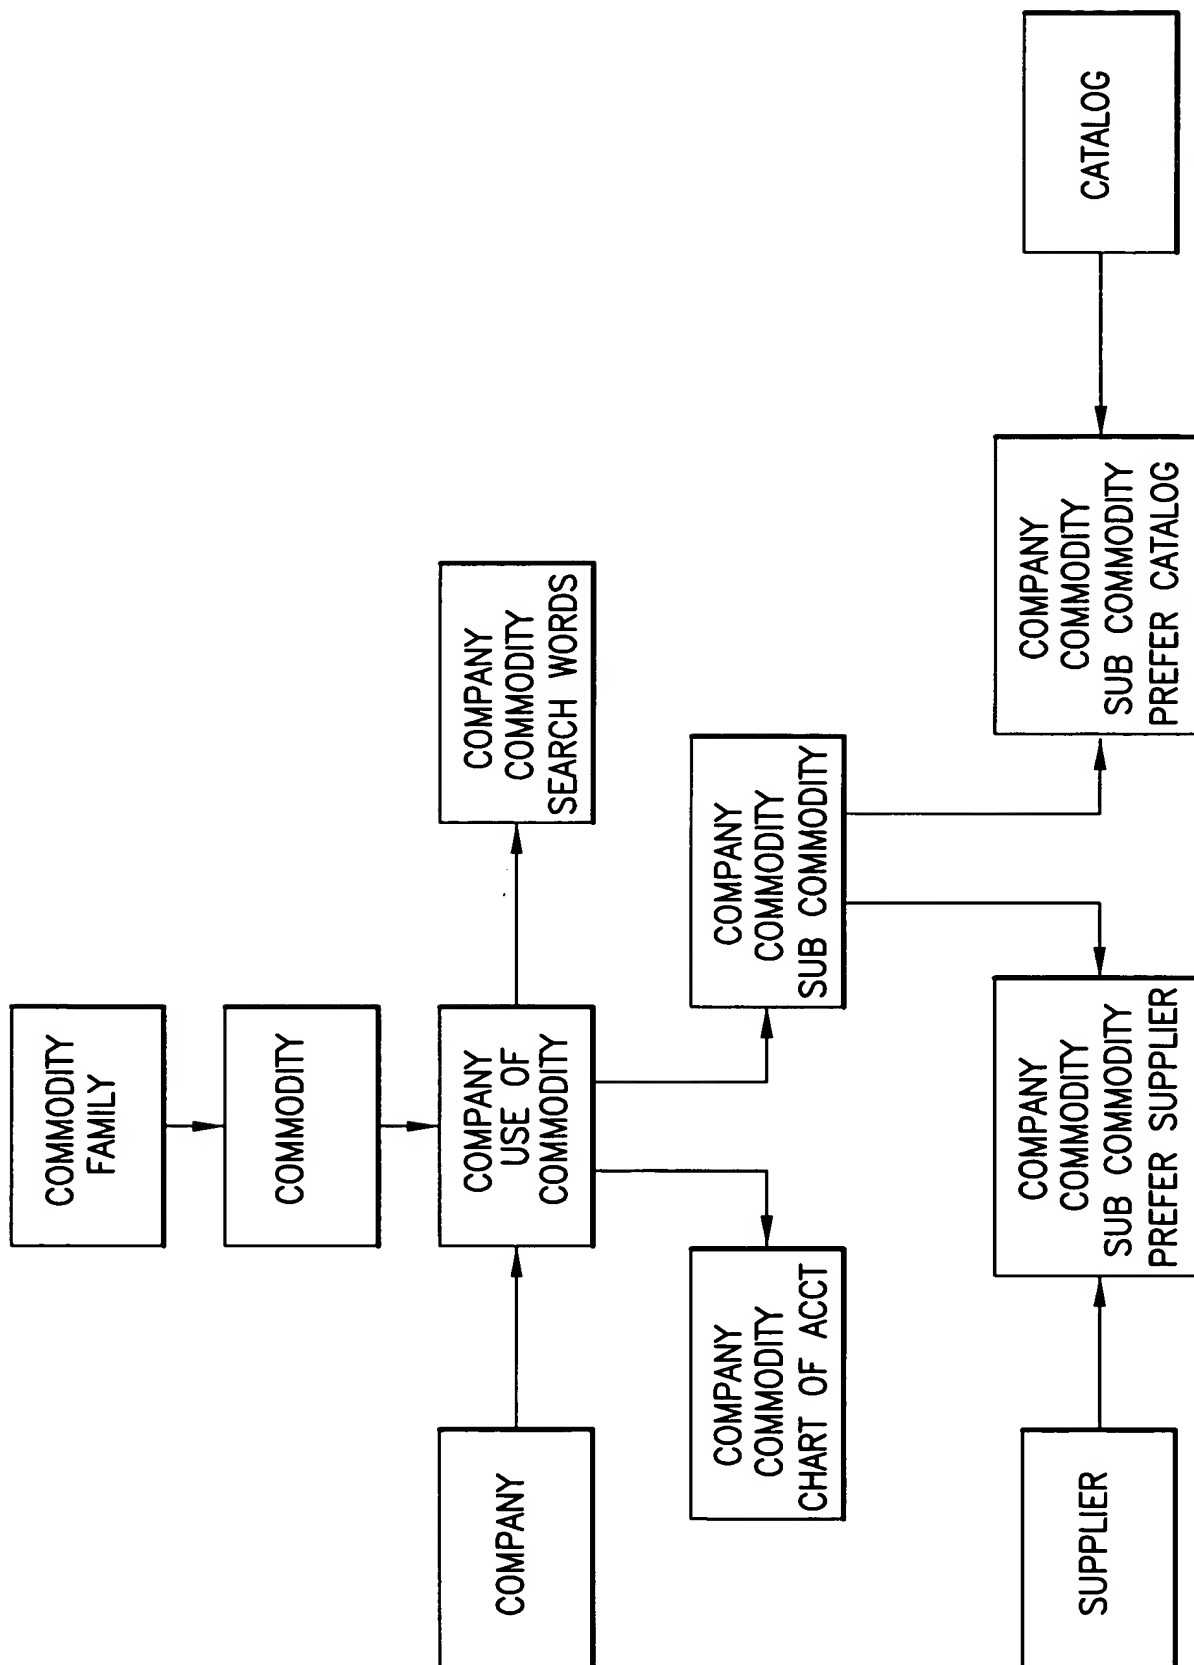 COMMODITY
FAMILY
COMMODITY
COMPANY
COMPANY
USE OF
COMMODITY
COMPANY
COMMODITY
SEARCH WORDS
COMPANY
COMMODITY
CHART OF ACCT
COMPANY
COMMODITY
SUB COMMODITY
SUPPLIER
COMPANY
COMMODITY
SUB COMMODITY
PREFER SUPPLIER
COMPANY
COMMODITY
SUB COMMODITY
PREFER CATALOG
CATALOG